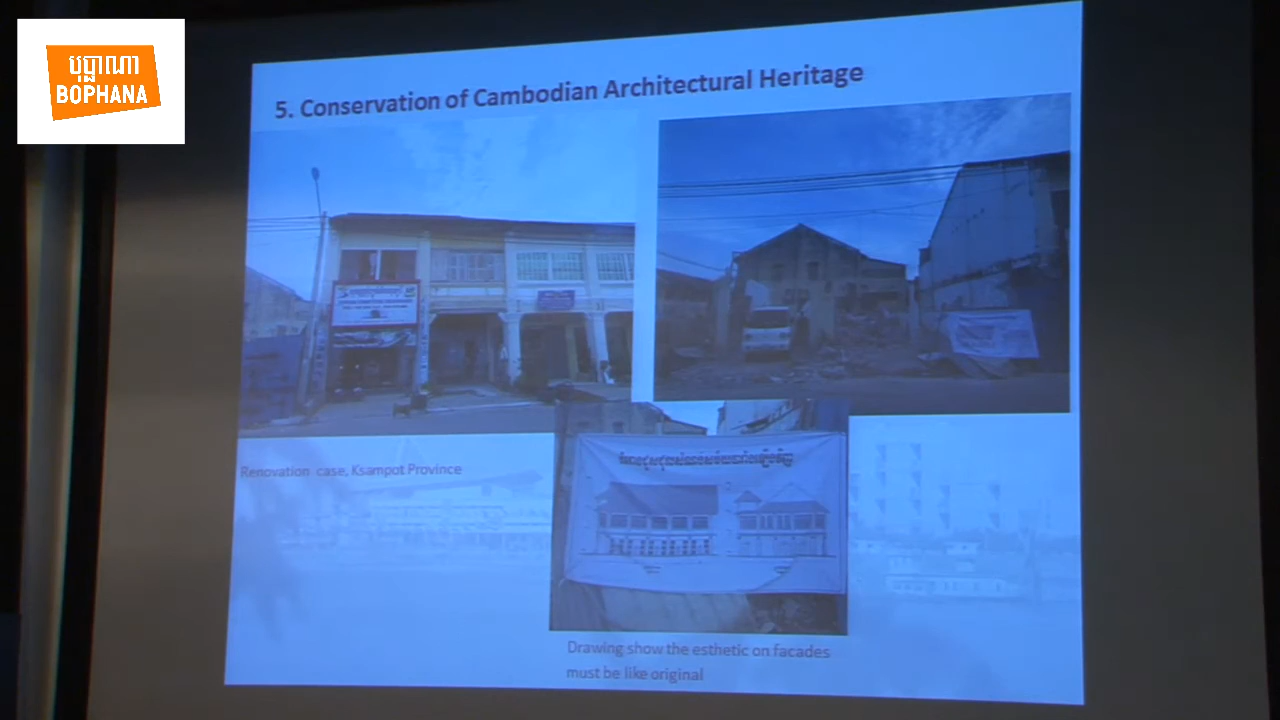 បុប្ផាណា
BOPHANA
5. Conservation of Cambodian Architectural Heritage
Renovation case, Ksampot Province
Drawing show the esthetic on facades
must be like original